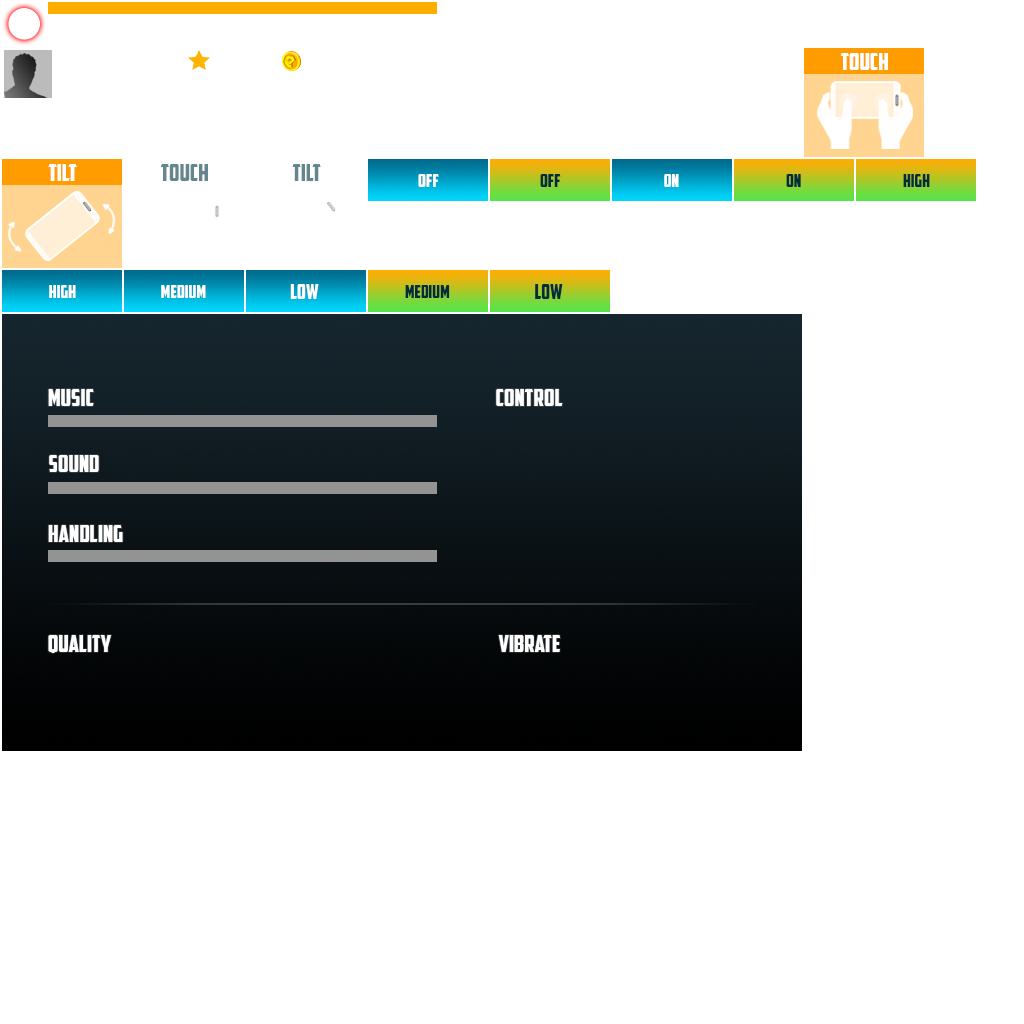 TOUCH
TILT
TOUCH
TILT
OFF
OFF
ON
ON
HIGH
HIGH
MEDIUM
LOW
MEDIUM
LOW
MUSIC
CONTROL
SOUND
HANDLING
QUALITY
VIBRATE